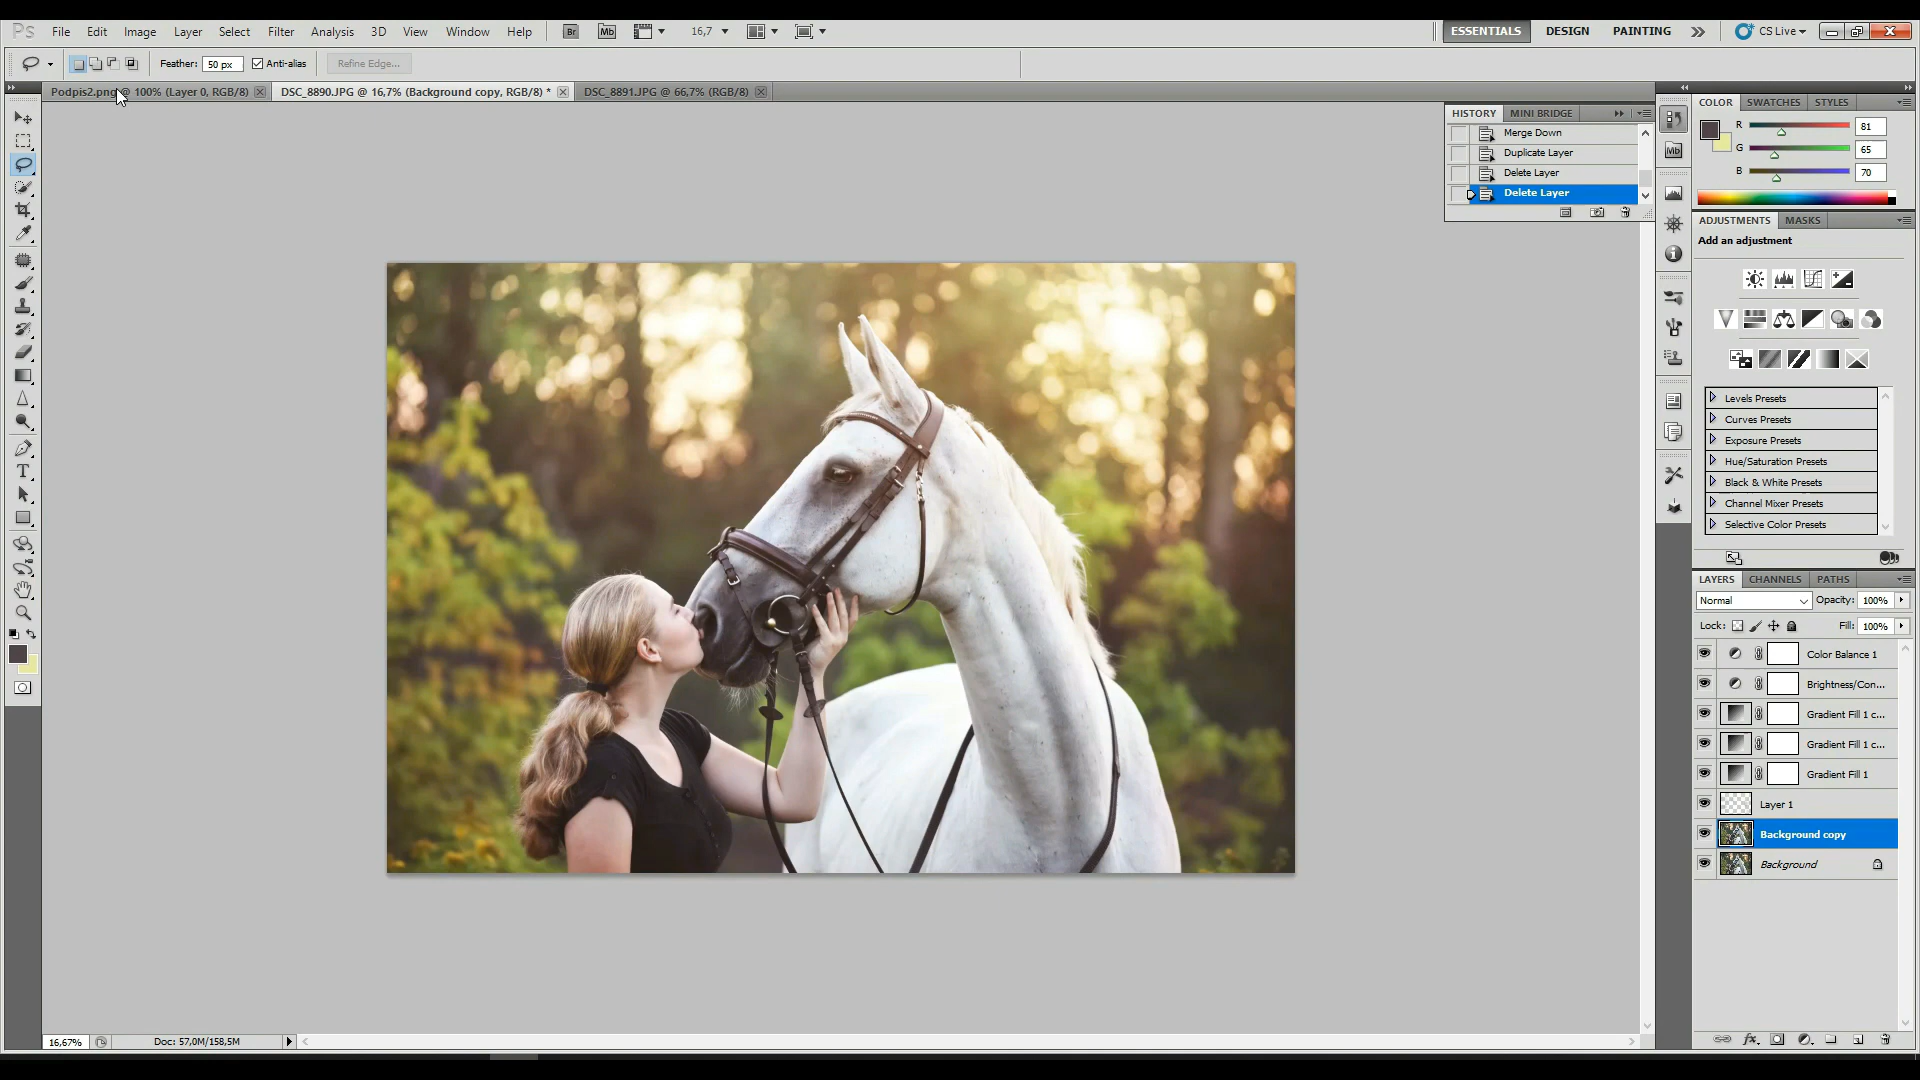 Ps File Edit Image Layer Select Filter Analysis 3D View Window Help Br Mb 16,7 ESSENTIALS DESIGN PAINTING CS Live
Feather: 50 px Anti-alias Refine Edge...
Podpis2.png @ 100% (Layer 0, RGB/8) DSC_8890.JPG @ 16,7% (Background copy, RGB/8) * DSC_8891.JPG @ 66,7% (RGB/8)
HISTORY MINI BRIDGE
Merge Down
Duplicate Layer
Delete Layer
Delete Layer
Mb
COLOR SWATCHES STYLES
R 81
G 65
B 70
ADJUSTMENTS MASKS
Add an adjustment
Levels Presets
Curves Presets
Exposure Presets
Hue/Saturation Presets
Black & White Presets
Channel Mixer Presets
Selective Color Presets
LAYERS CHANNELS PATHS
Normal Opacity: 100%
Lock: Fill: 100%
Color Balance 1
Brightness/Con...
Gradient Fill 1 c...
Gradient Fill 1 c...
Gradient Fill 1
Layer 1
Background copy
Background
fx
16,67% Doc: 57,0M/158,5M